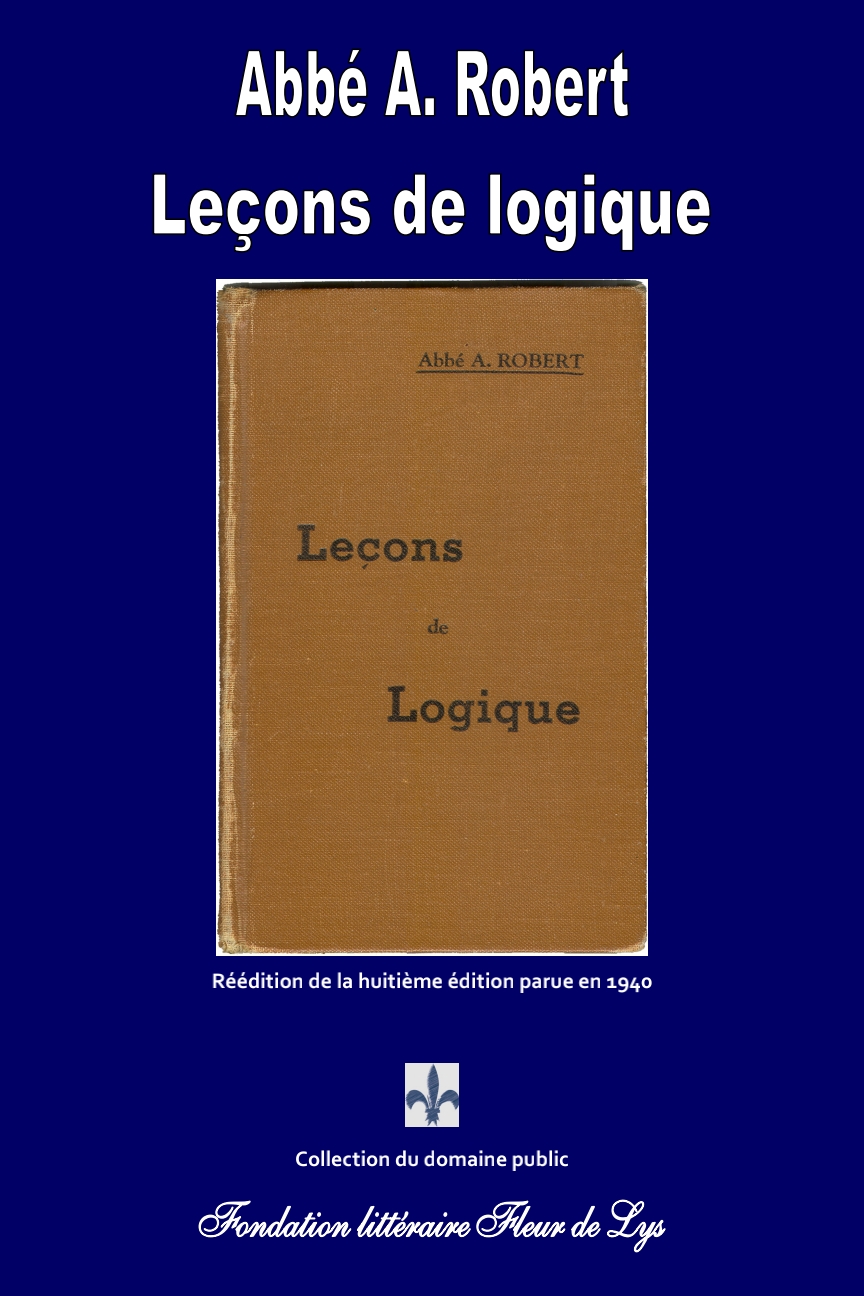 Abbé A. Robert
Leçons de logique
Abbé A. ROBERT
Leçons
de
Logique
Réédition de la huitième édition parue en 1940
Collection du domaine public
Fondation littéraire Fleur de Lys